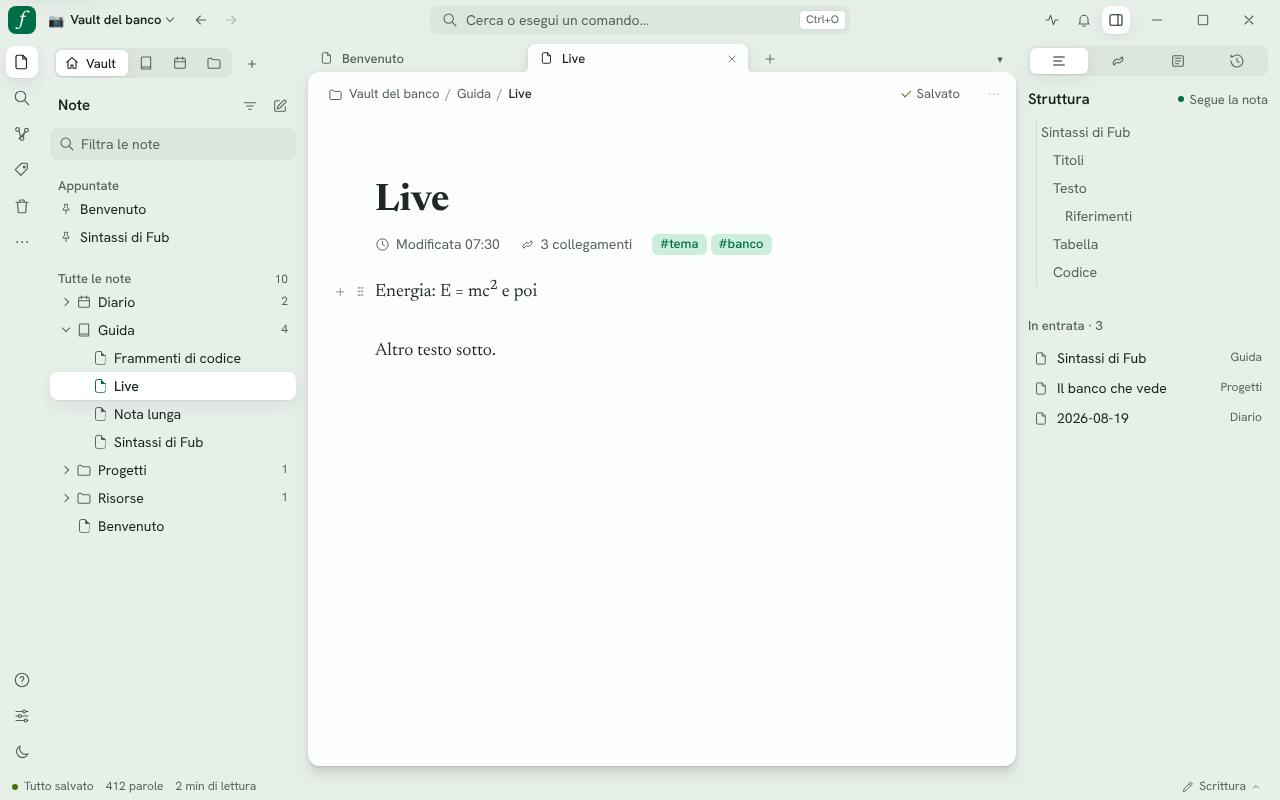 f
Vault del banco
Cerca o esegui un comando…
Ctrl+O
Vault
Note
Filtra le note
Appuntate
Benvenuto
Sintassi di Fub
Tutte le note 10
Diario 2
Guida 4
Frammenti di codice
Live
Nota lunga
Sintassi di Fub
Progetti 1
Risorse 1
Benvenuto
Benvenuto
Live
Vault del banco / Guida / Live
Salvato
Live
Modificata 07:30
3 collegamenti
#tema
#banco
Energia: E = mc² e poi
Altro testo sotto.
Struttura
Segue la nota
Sintassi di Fub
Titoli
Testo
Riferimenti
Tabella
Codice
In entrata · 3
Sintassi di Fub Guida
Il banco che vede Progetti
2026-08-19 Diario
Tutto salvato
412 parole
2 min di lettura
Scrittura